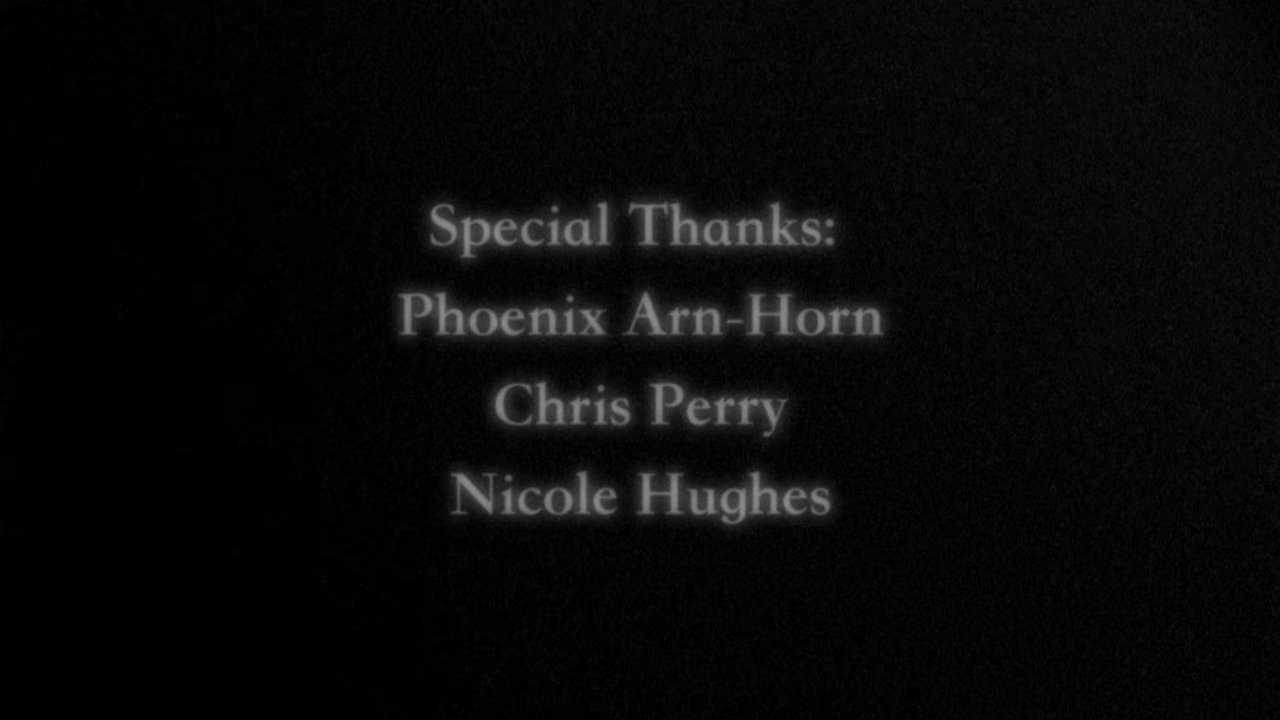 Special Thanks:
Phoenix Arn-Horn
Chris Perry
Nicole Hughes